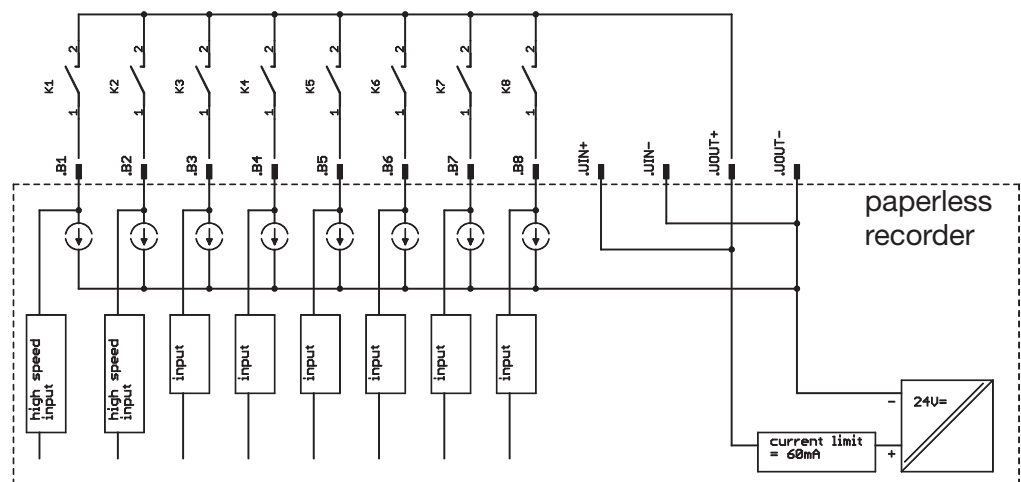 2 2 2 2 2 2 2 2
K1 K2 K3 K4 K5 K6 K7 K8
1 1 1 1 1 1 1 1
.B1 .B2 .B3 .B4 .B5 .B6 .B7 .B8 .UIN+ .UIN- .UOUT+ .UOUT-
paperless
recorder
high speed
input
high speed
input
input
input
input
input
input
input
current limit
= 60mA
- 24V=
+